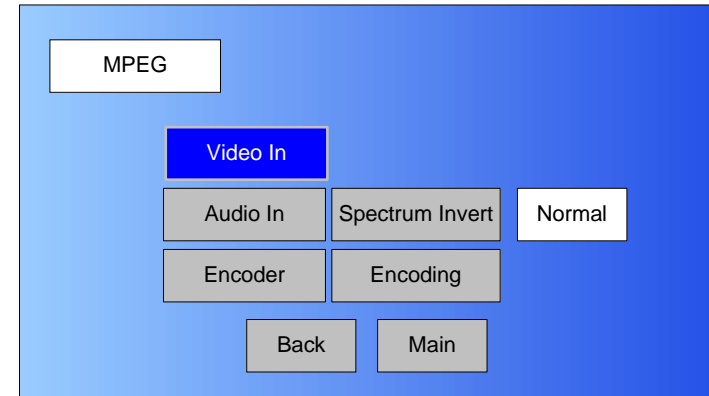 MPEG
Video In
Audio In Spectrum Invert Normal
Encoder Encoding
Back Main